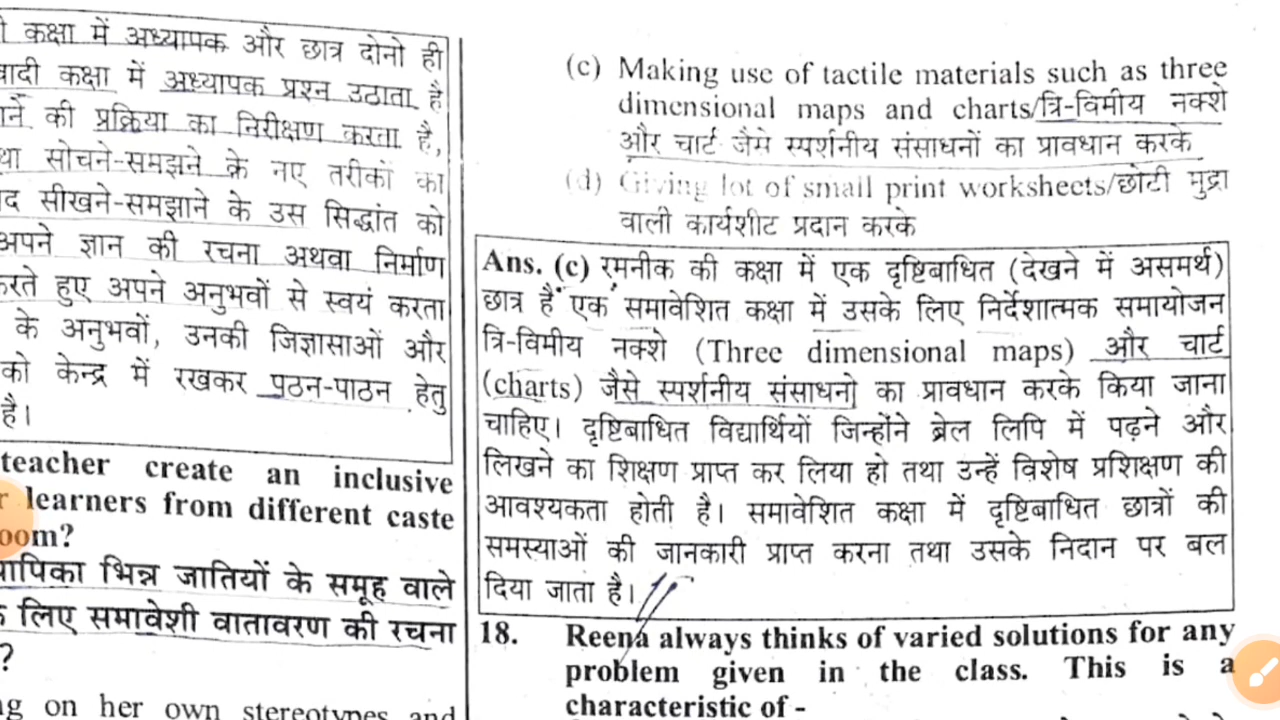 कक्षा में अध्यापक और छात्र दोनो ही
वादी कक्षा में अध्यापक प्रश्न उठाता है
की प्रक्रिया का निरीक्षण करता है,
सोचने-समझने के नए तरीकों का
सीखने-समझाने के उस सिद्धांत को
अपने ज्ञान की रचना अथवा निर्माण
हुए अपने अनुभवों से स्वयं करता
के अनुभवों, उनकी जिज्ञासाओं और
को केन्द्र में रखकर पठन-पाठन हेतु
है।
teacher create an inclusive
learners from different caste
oom?
भिन्न जातियों के समूह वाले
लिए समावेशी वातावरण की रचना
?
on her own stereotypes and
(c) Making use of tactile materials such as three
dimensional maps and charts/त्रि-विमीय नक्शे
और चार्ट जैसे स्पर्शनीय संसाधनों का प्रावधान करके
(d) Giving lot of small print worksheets/छोटी मुद्रा
वाली कार्यशीट प्रदान करके
Ans. (c) रमनीक की कक्षा में एक दृष्टिबाधित (देखने में असमर्थ)
छात्र है एक समावेशित कक्षा में उसके लिए निर्देशात्मक समायोजन
त्रि-विमीय नक्शे (Three dimensional maps) और चार्ट
(charts) जैसे स्पर्शनीय संसाधनो का प्रावधान करके किया जाना
चाहिए। दृष्टिबाधित विद्यार्थियों जिन्होंने ब्रेल लिपि में पढ़ने और
लिखने का शिक्षण प्राप्त कर लिया हो तथा उन्हें विशेष प्रशिक्षण की
आवश्यकता होती है। समावेशित कक्षा में दृष्टिबाधित छात्रों की
समस्याओं की जानकारी प्राप्त करना तथा उसके निदान पर बल
दिया जाता है।
18. Reena always thinks of varied solutions for any
problem given in the class. This is a
characteristic of -